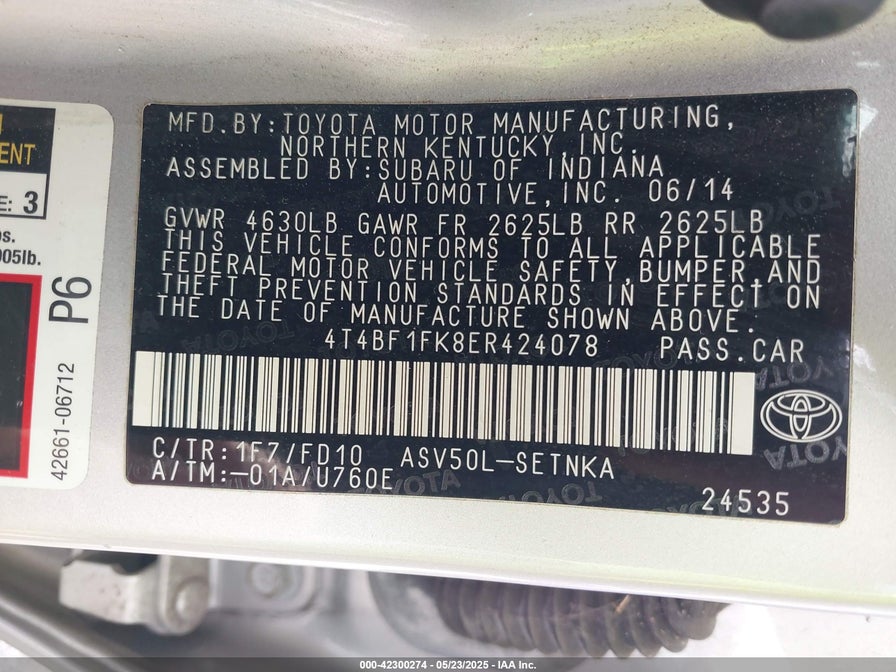 MFD.BY:TOYOTA MOTOR MANUFACTURING,
NORTHERN KENTUCKY,INC.
ASSEMBLED BY:SUBARU OF INDIANA
AUTOMOTIVE,INC. 06/14
GVWR 4630LB GAWR FR 2625LB RR 2625LB
THIS VEHICLE CONFORMS TO ALL APPLICABLE
FEDERAL MOTOR VEHICLE SAFETY,BUMPER,AND
THEFT PREVENTION STANDARDS IN EFFECT ON
THE DATE OF MANUFACTURE SHOWN ABOVE.
4T4BF1FK8ER424078 PASS.CAR
C/TR:1F7/FD10 ASV50L-SETNKA
A/TM:-01A/U760E
24535
TOYOTA
3
P6
42661-06712
000-42300274 - 05/23/2025 - IAA Inc.